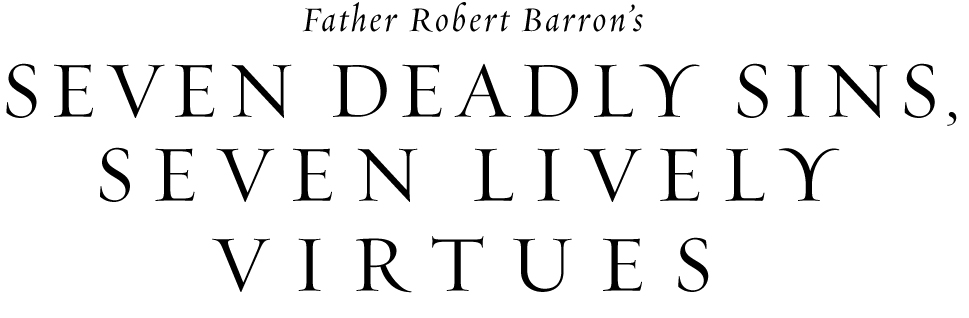 Father Robert Barron's
SEVEN DEADLY SINS,
SEVEN LIVELY
VIRTUES